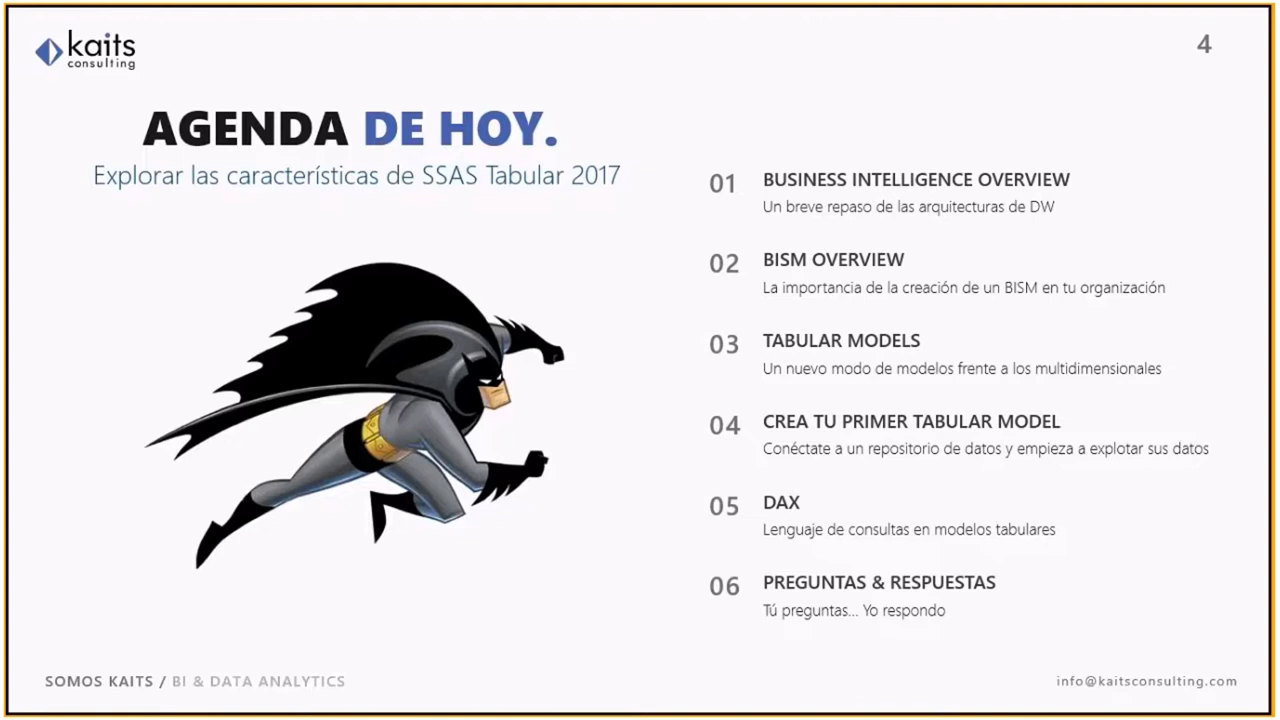 kaits
consulting
4
AGENDA DE HOY.
Explorar las características de SSAS Tabular 2017
01 BUSINESS INTELLIGENCE OVERVIEW
Un breve repaso de las arquitecturas de DW
02 BISM OVERVIEW
La importancia de la creación de un BISM en tu organización
03 TABULAR MODELS
Un nuevo modo de modelos frente a los multidimensionales
04 CREA TU PRIMER TABULAR MODEL
Conéctate a un repositorio de datos y empieza a explotar sus datos
05 DAX
Lenguaje de consultas en modelos tabulares
06 PREGUNTAS & RESPUESTAS
Tú preguntas... Yo respondo
SOMOS KAITS / BI & DATA ANALYTICS
info@kaitsconsulting.com